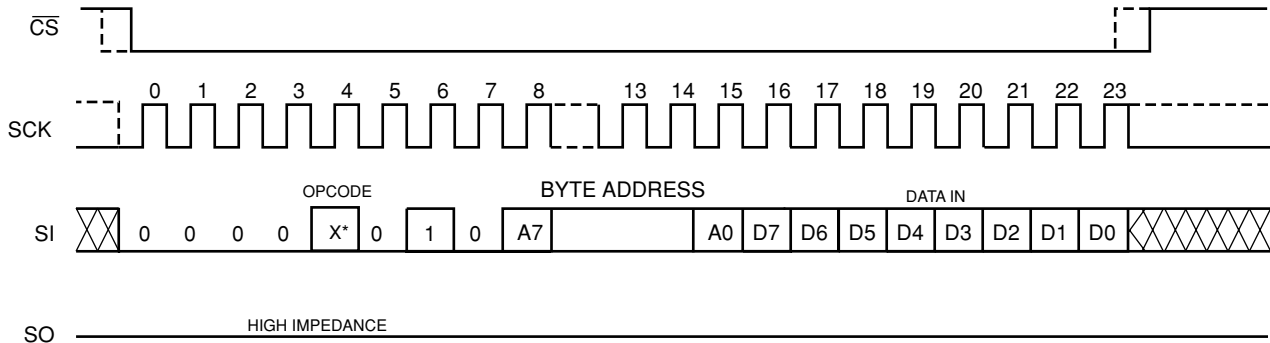 CS
0 1 2 3 4 5 6 7 8 13 14 15 16 17 18 19 20 21 22 23
SCK
OPCODE BYTE ADDRESS DATA IN
SI 0 0 0 0 X* 0 1 0 A7 A0 D7 D6 D5 D4 D3 D2 D1 D0
HIGH IMPEDANCE
SO